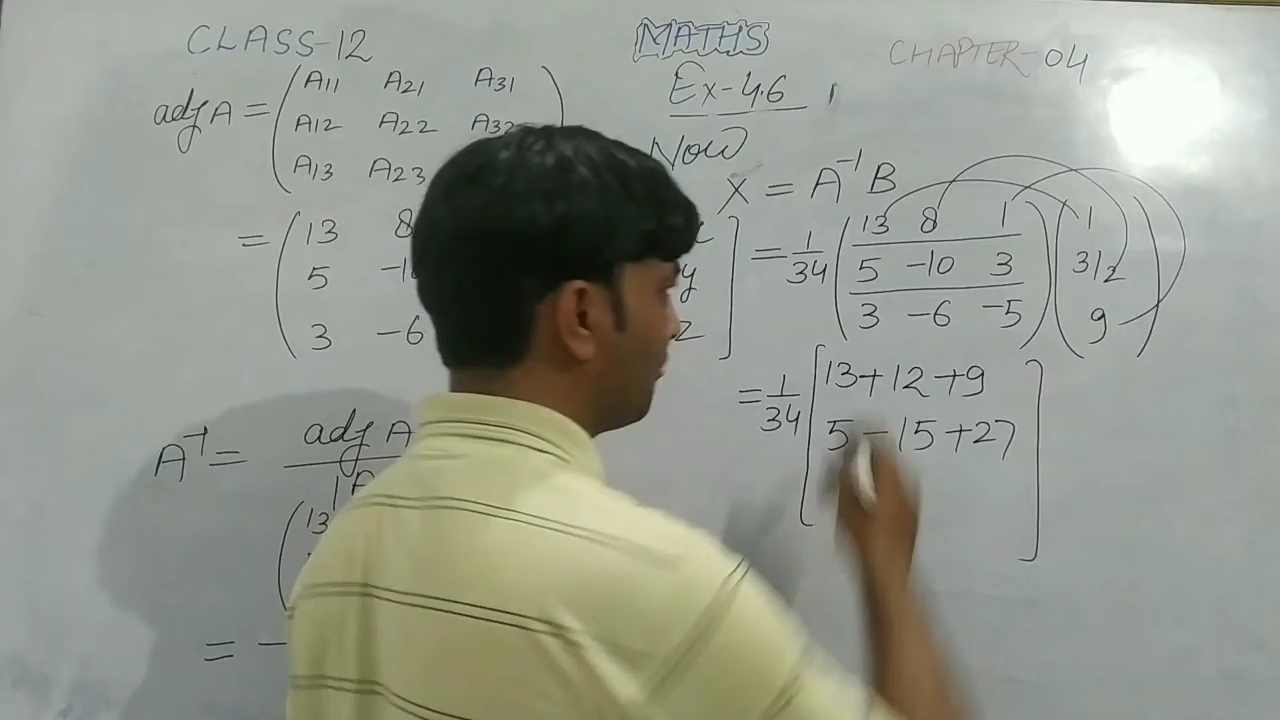 CLASS-12
MATHS
CHAPTER-04
Ex-4.6
adj A = ( A11 A21 A31
A12 A22 A32
A13 A23
= ( 13 8
5
3 -6
A⁻¹ = adj A
13
= -
Now
X = A⁻¹ B
y = 1/34 ( 13 8 1 ) ( 1 )
5 -10 3 3/2
z 3 -6 -5 9
= 1/34 [ 13+12+9 ]
5-15+27